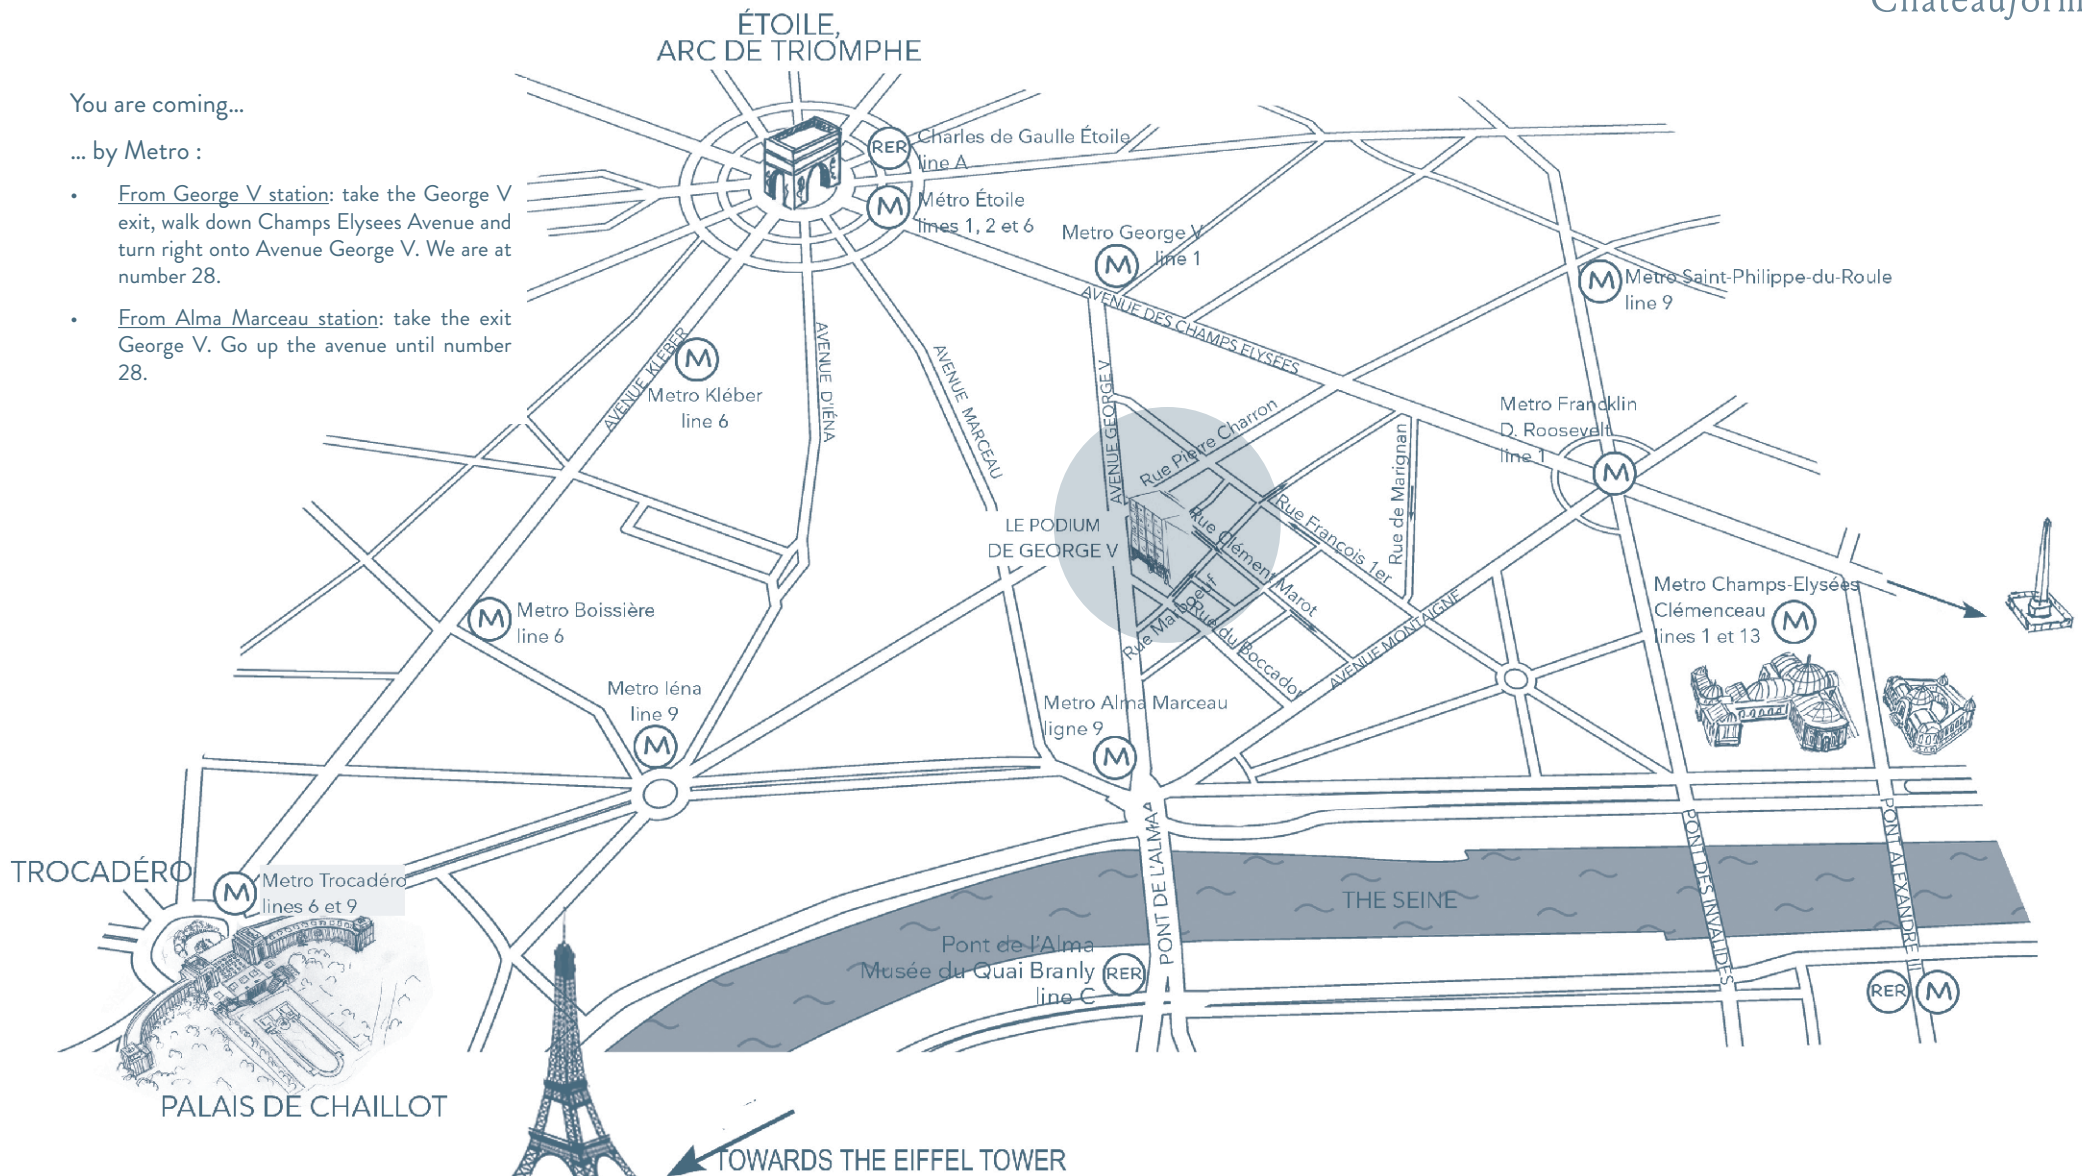 Châteauform
ÉTOILE,
ARC DE TRIOMPHE
You are coming...
... by Metro :
• From George V station: take the George V
exit, walk down Champs Elysees Avenue and
turn right onto Avenue George V. We are at
number 28.
• From Alma Marceau station: take the exit
George V. Go up the avenue until number
28.
RER
Charles de Gaulle Étoile
line A
M
Métro Étoile
lines 1, 2 et 6
Metro George V
line 1
M
M
Metro Saint-Philippe-du-Roule
line 9
AVENUE DES CHAMPS ELYSÉES
AVENUE KLÉBER
M
Metro Kléber
line 6
AVENUE D'IÉNA
AVENUE MARCEAU
AVENUE GEORGE V
Rue Pierre Charron
Metro Francklin
D. Roosevelt
line 1
M
Rue de Marignan
Rue François 1er
Rue Clément Marot
LE PODIUM
DE GEORGE V
Rue Marboeuf
Rue du Boccador
AVENUE MONTAIGNE
Metro Champs-Elysées
Clémenceau
lines 1 et 13
M
M
Metro Boissière
line 6
Metro Iéna
line 9
M
Metro Alma Marceau
ligne 9
M
TROCADÉRO
M
Metro Trocadéro
lines 6 et 9
PONT DE L'ALMA
PONT DES INVALIDES
PONT ALEXANDRE III
THE SEINE
Pont de l'Alma
Musée du Quai Branly
line C
RER
RER
M
PALAIS DE CHAILLOT
TOWARDS THE EIFFEL TOWER